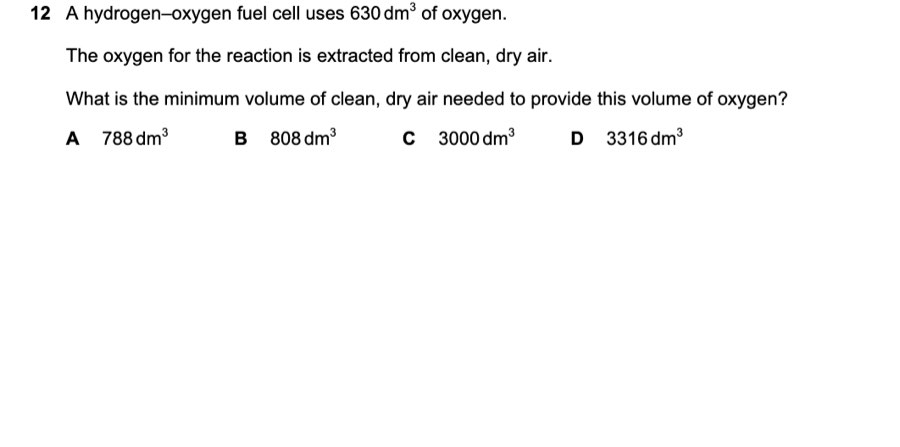 12 A hydrogen–oxygen fuel cell uses 630 dm³ of oxygen.
The oxygen for the reaction is extracted from clean, dry air.
What is the minimum volume of clean, dry air needed to provide this volume of oxygen?
A 788 dm³ B 808 dm³ C 3000 dm³ D 3316 dm³